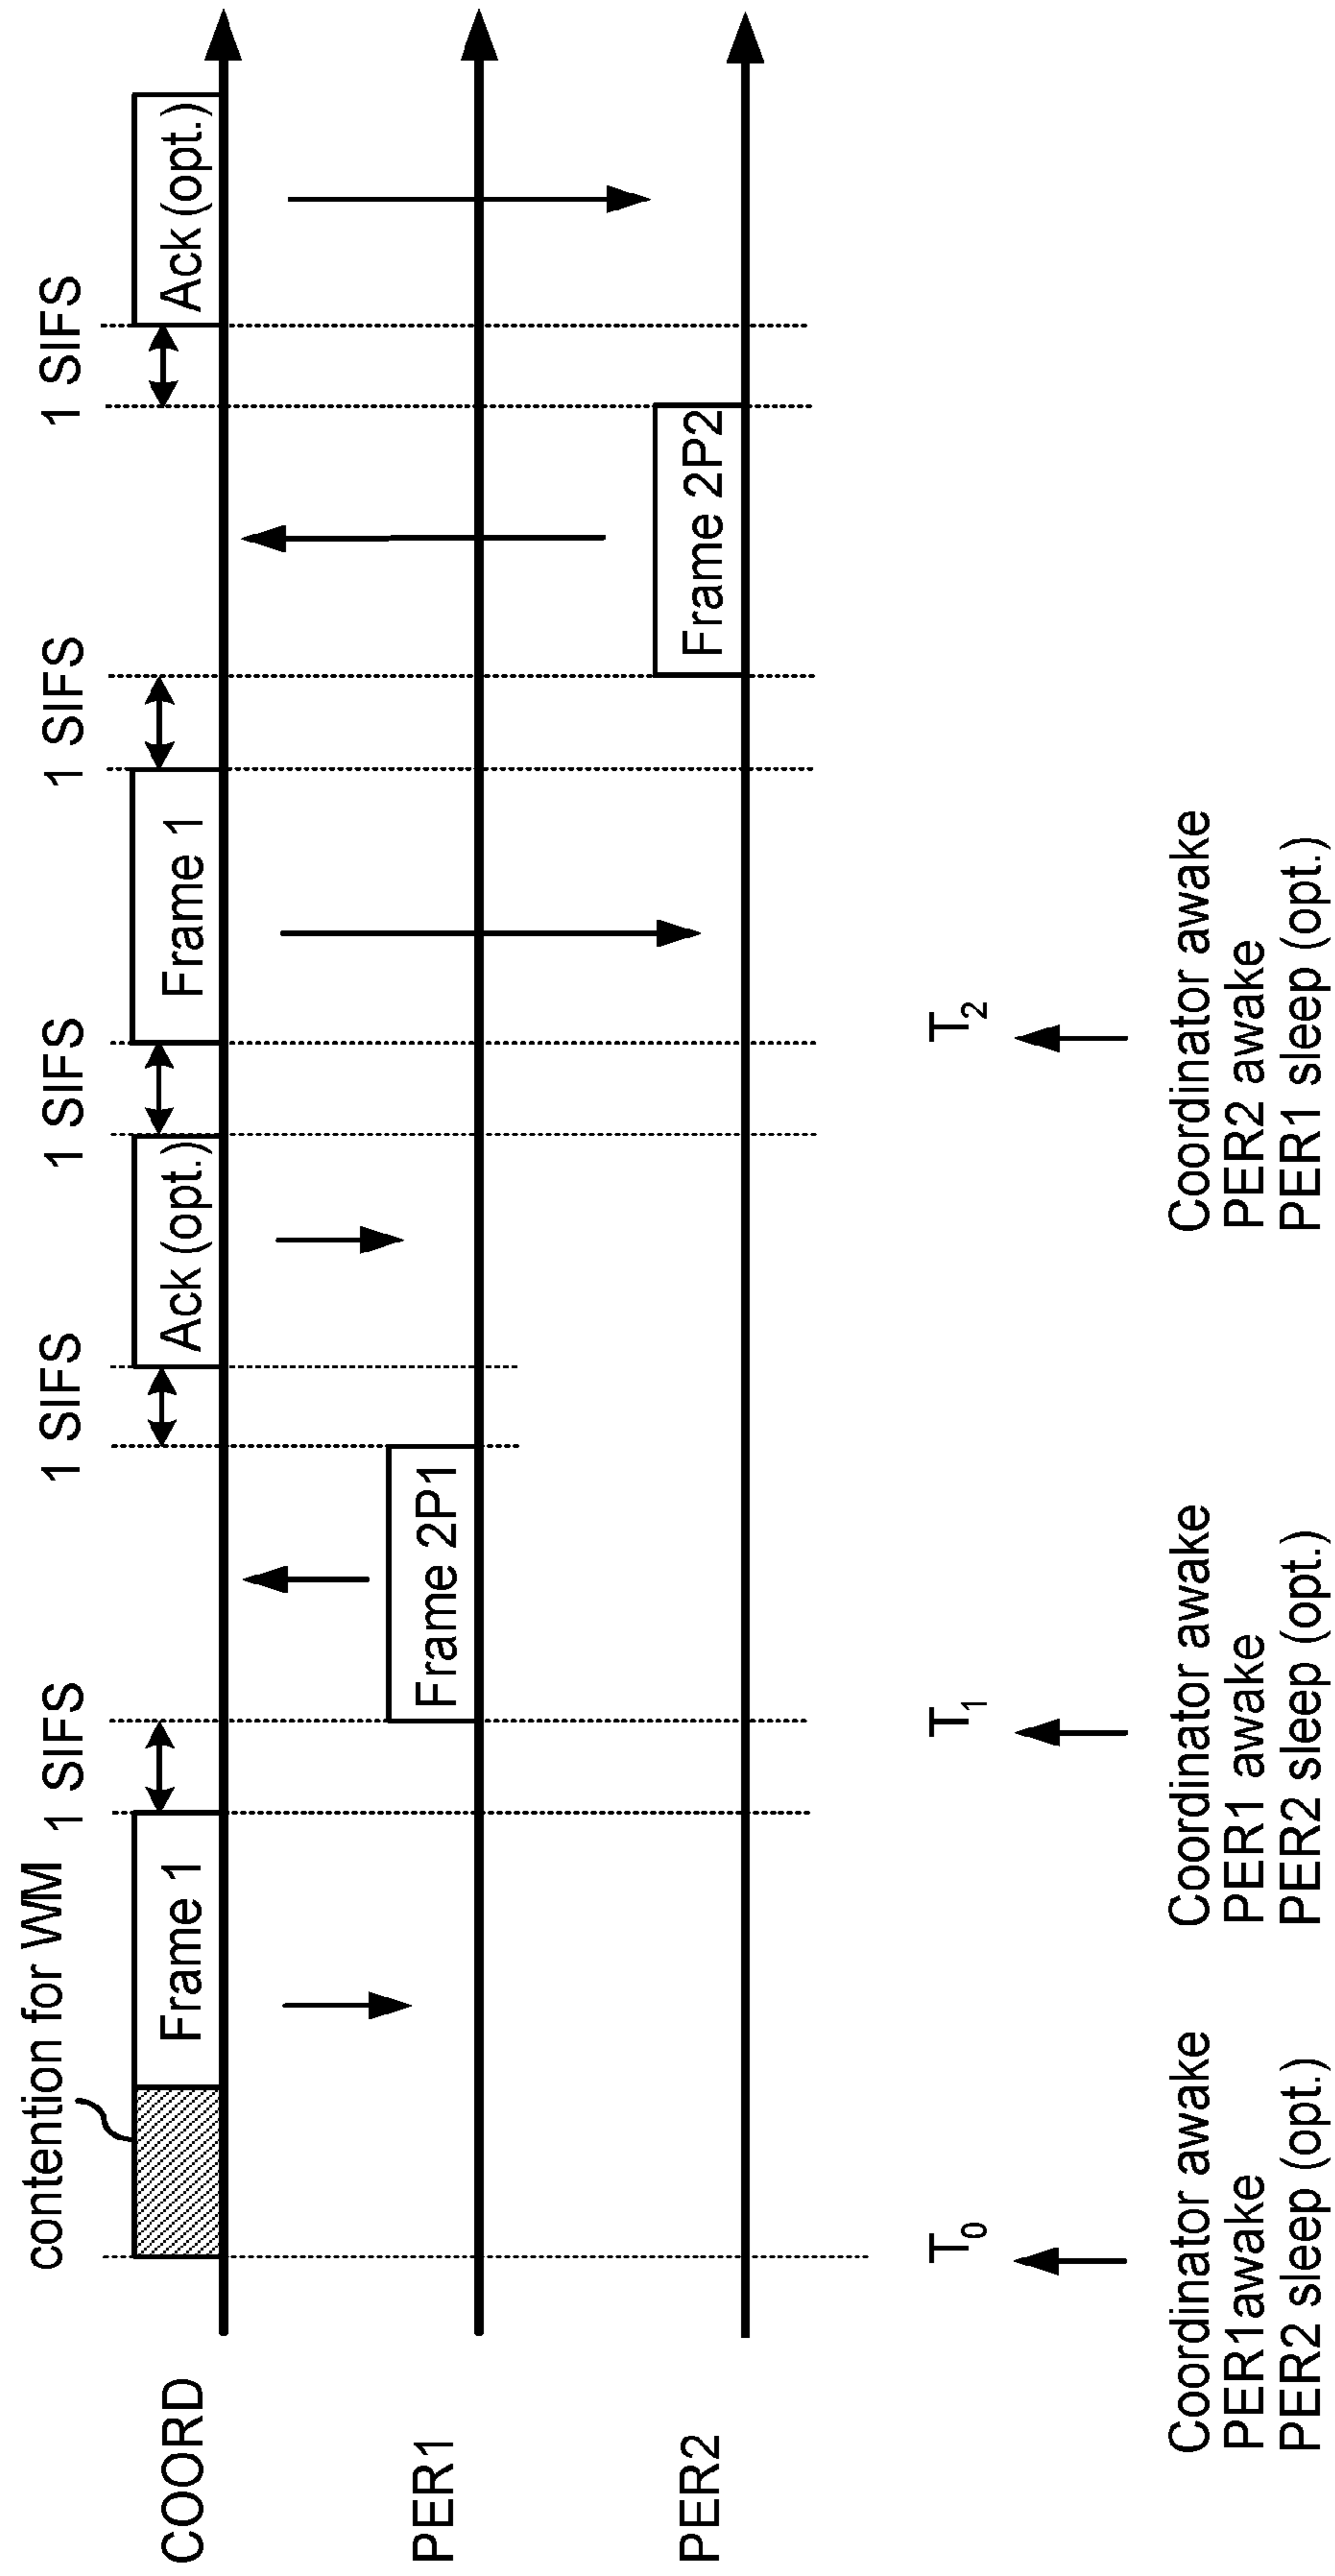 contention for WM
1 SIFS
1 SIFS
1 SIFS
1 SIFS
1 SIFS
COORD
Frame 1
Ack (opt.)
Frame 1
Ack (opt.)
PER1
Frame 2P1
PER2
Frame 2P2
T0
T1
T2
Coordinator awake
PER1awake
PER2 sleep (opt.)
Coordinator awake
PER1 awake
PER2 sleep (opt.)
Coordinator awake
PER2 awake
PER1 sleep (opt.)